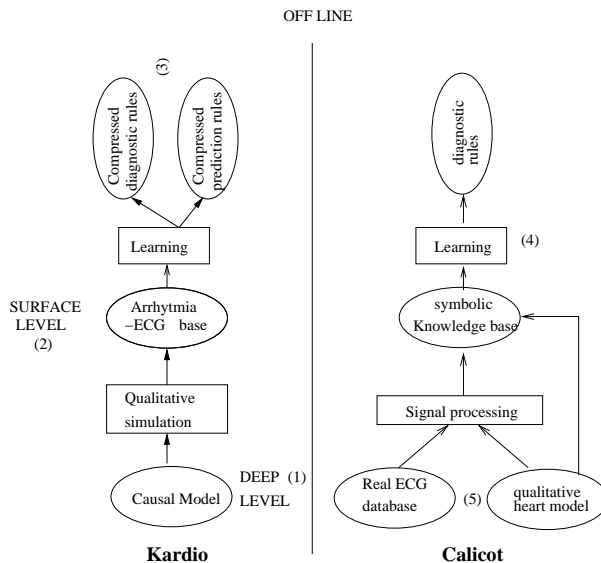 OFF LINE
(3)
Compressed
diagnostic rules
Compressed
prediction rules
Learning
SURFACE
LEVEL
(2)
Arrhytmia
−ECG base
Qualitative
simulation
Causal Model
DEEP (1)
LEVEL
Kardio
diagnostic
rules
Learning
(4)
symbolic
Knowledge base
Signal processing
Real ECG
database
(5)
qualitative
heart model
Calicot